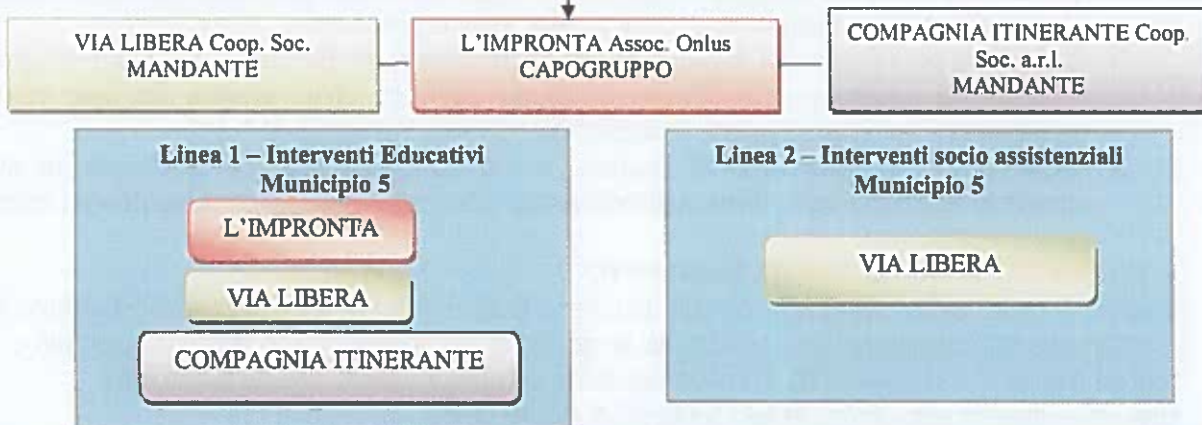 VIA LIBERA Coop. Soc.
MANDANTE
L'IMPRONTA Assoc. Onlus
CAPOGRUPPO
COMPAGNIA ITINERANTE Coop.
Soc. a.r.l.
MANDANTE
Linea 1 – Interventi Educativi
Municipio 5
L'IMPRONTA
VIA LIBERA
COMPAGNIA ITINERANTE
Linea 2 – Interventi socio assistenziali
Municipio 5
VIA LIBERA